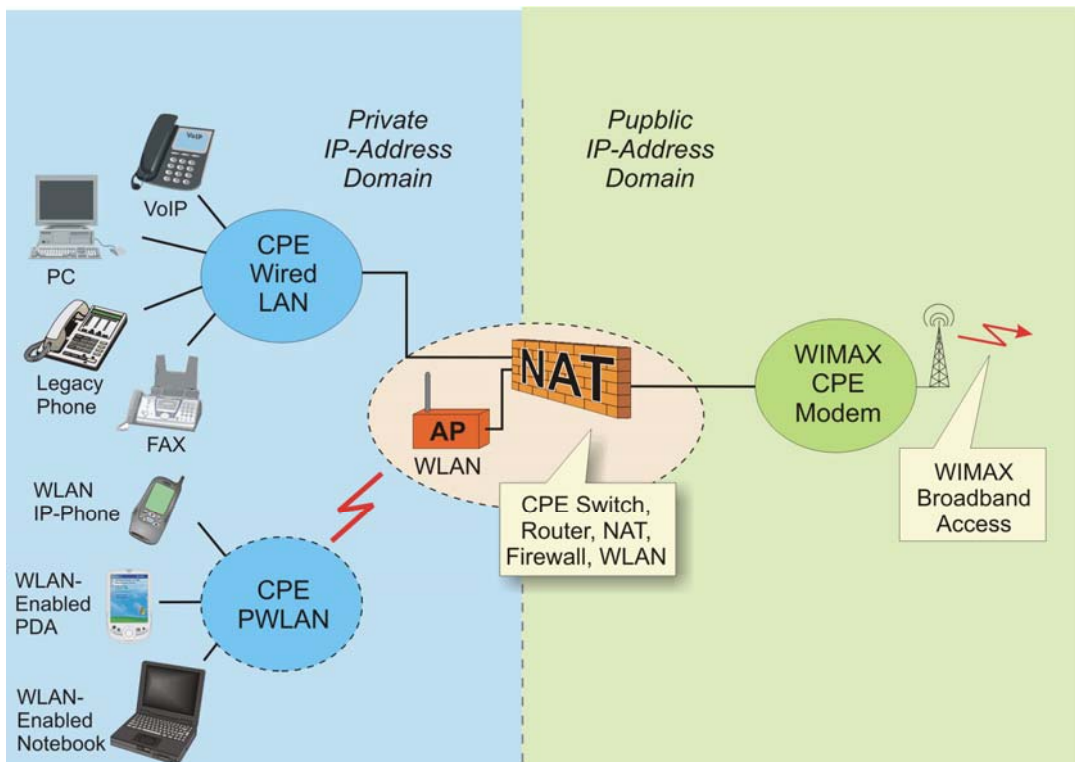 Private
IP-Address
Domain
Pupblic
IP-Address
Domain
VoIP
VoIP
PC
CPE
Wired
LAN
Legacy
Phone
FAX
NAT
AP
WLAN
WIMAX
CPE
Modem
CPE Switch,
Router, NAT,
Firewall, WLAN
WIMAX
Broadband
Access
WLAN
IP-Phone
WLAN-
Enabled
PDA
CPE
PWLAN
WLAN-
Enabled
Notebook